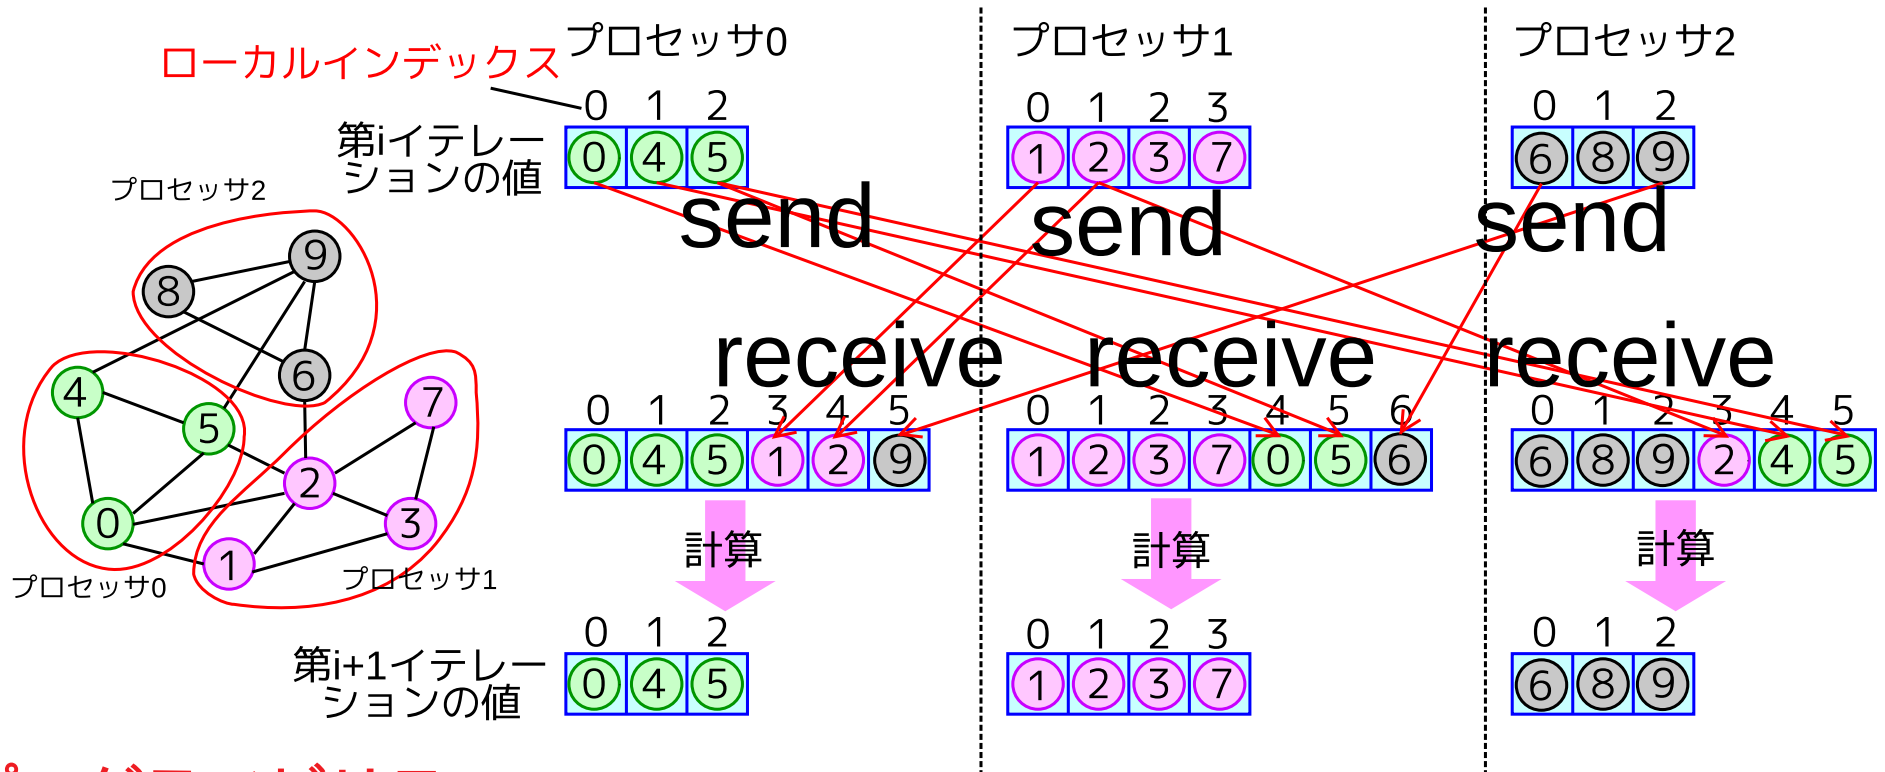 プロセッサ0
プロセッサ1
プロセッサ2
ローカルインデックス
0 1 2
0 1 2 3
0 1 2
第iイテレー
ションの値
0 4 5
1 2 3 7
6 8 9
send
send
send
プロセッサ2
9
8
6
4
5
7
2
0
3
1
プロセッサ0
プロセッサ1
receive
receive
receive
0 1 2 3 4 5
0 1 2 3 4 5 6
0 1 2 3 4 5
0 4 5 1 2 9
1 2 3 7 0 5 6
6 8 9 2 4 5
計算
計算
計算
0 1 2
0 1 2 3
0 1 2
第i+1イテレー
ションの値
0 4 5
1 2 3 7
6 8 9